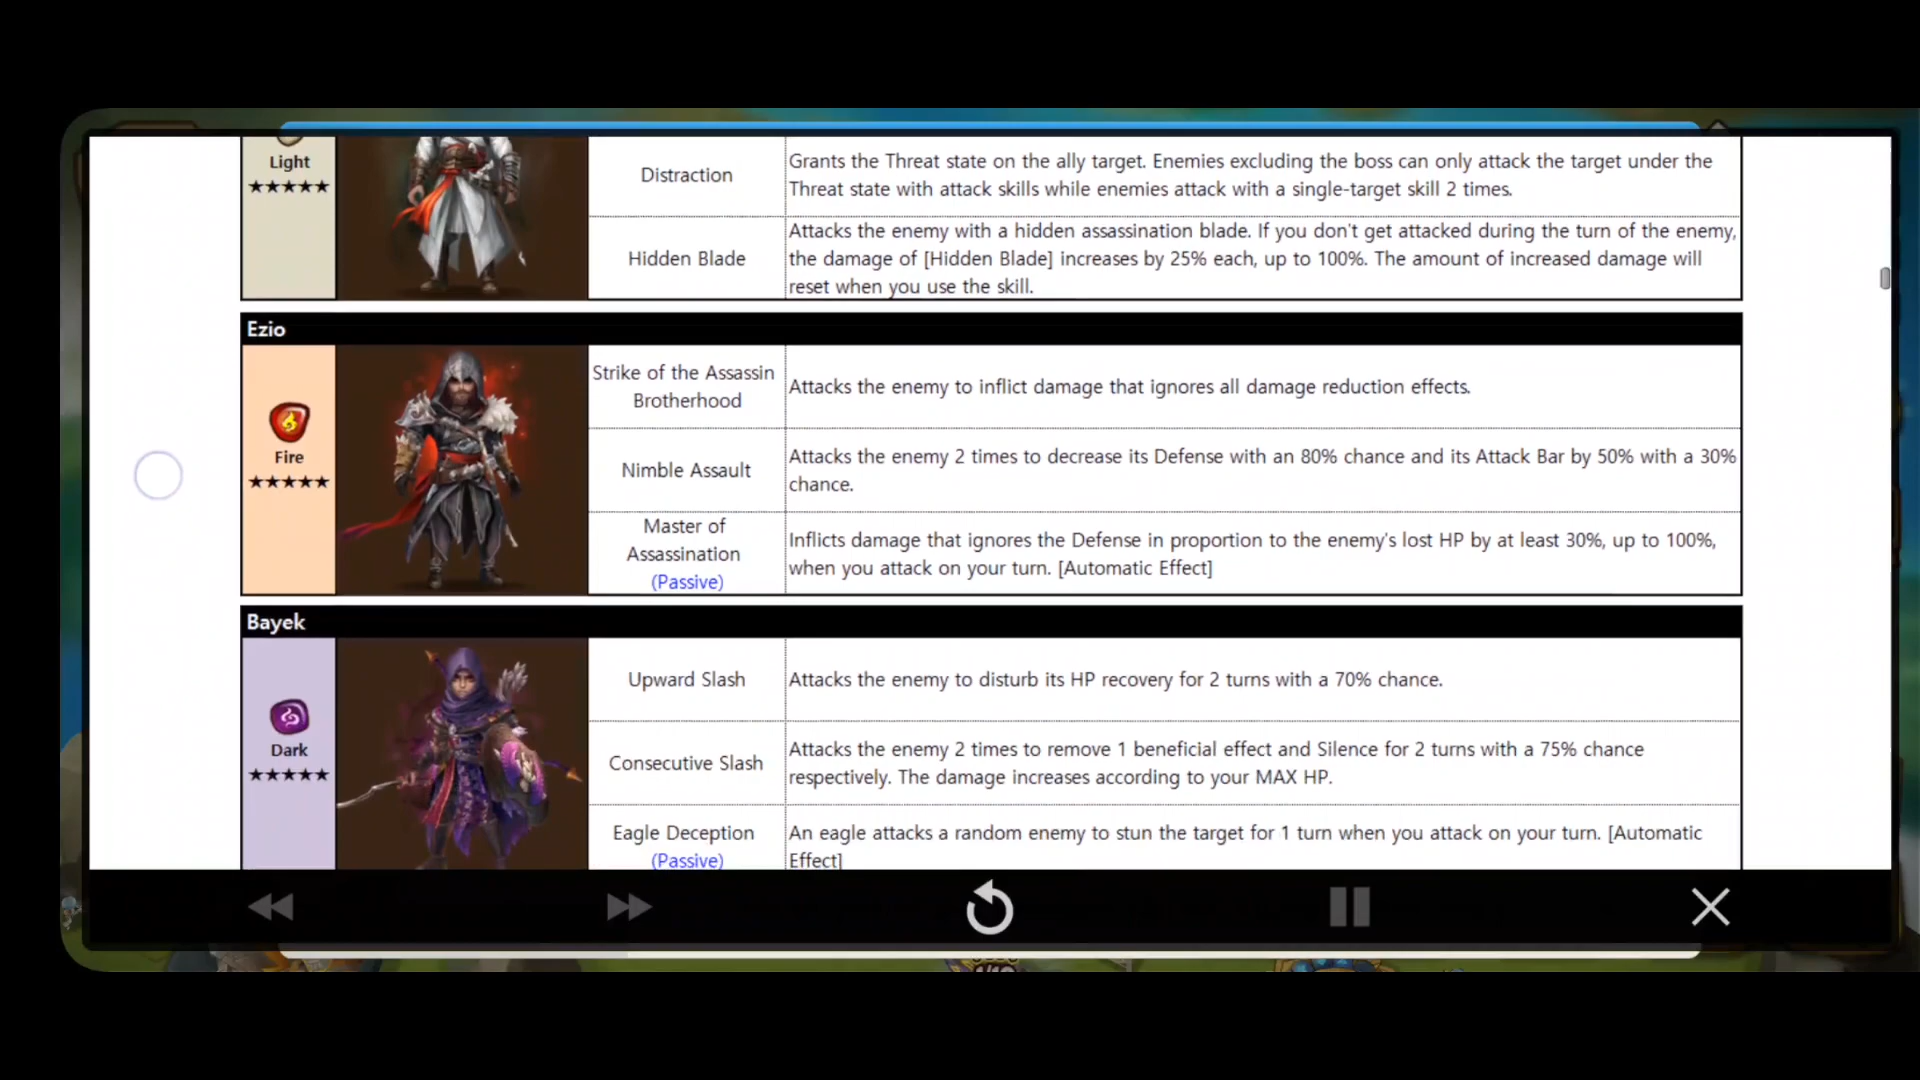 Light
★★★★★
Distraction
Grants the Threat state on the ally target. Enemies excluding the boss can only attack the target under the
Threat state with attack skills while enemies attack with a single-target skill 2 times.
Hidden Blade
Attacks the enemy with a hidden assassination blade. If you don't get attacked during the turn of the enemy,
the damage of [Hidden Blade] increases by 25% each, up to 100%. The amount of increased damage will
reset when you use the skill.
Ezio
Fire
★★★★★
Strike of the Assassin
Brotherhood
Attacks the enemy to inflict damage that ignores all damage reduction effects.
Nimble Assault
Attacks the enemy 2 times to decrease its Defense with an 80% chance and its Attack Bar by 50% with a 30%
chance.
Master of
Assassination
(Passive)
Inflicts damage that ignores the Defense in proportion to the enemy's lost HP by at least 30%, up to 100%,
when you attack on your turn. [Automatic Effect]
Bayek
Dark
★★★★★
Upward Slash
Attacks the enemy to disturb its HP recovery for 2 turns with a 70% chance.
Consecutive Slash
Attacks the enemy 2 times to remove 1 beneficial effect and Silence for 2 turns with a 75% chance
respectively. The damage increases according to your MAX HP.
Eagle Deception
(Passive)
An eagle attacks a random enemy to stun the target for 1 turn when you attack on your turn. [Automatic
Effect]